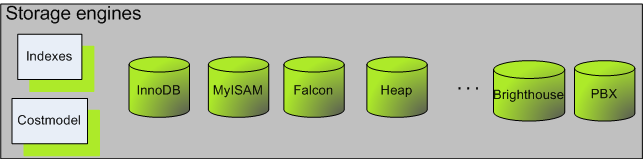 Storage engines
Indexes
Costmodel
InnoDB
MyISAM
Falcon
Heap
...
Brighthouse
PBX